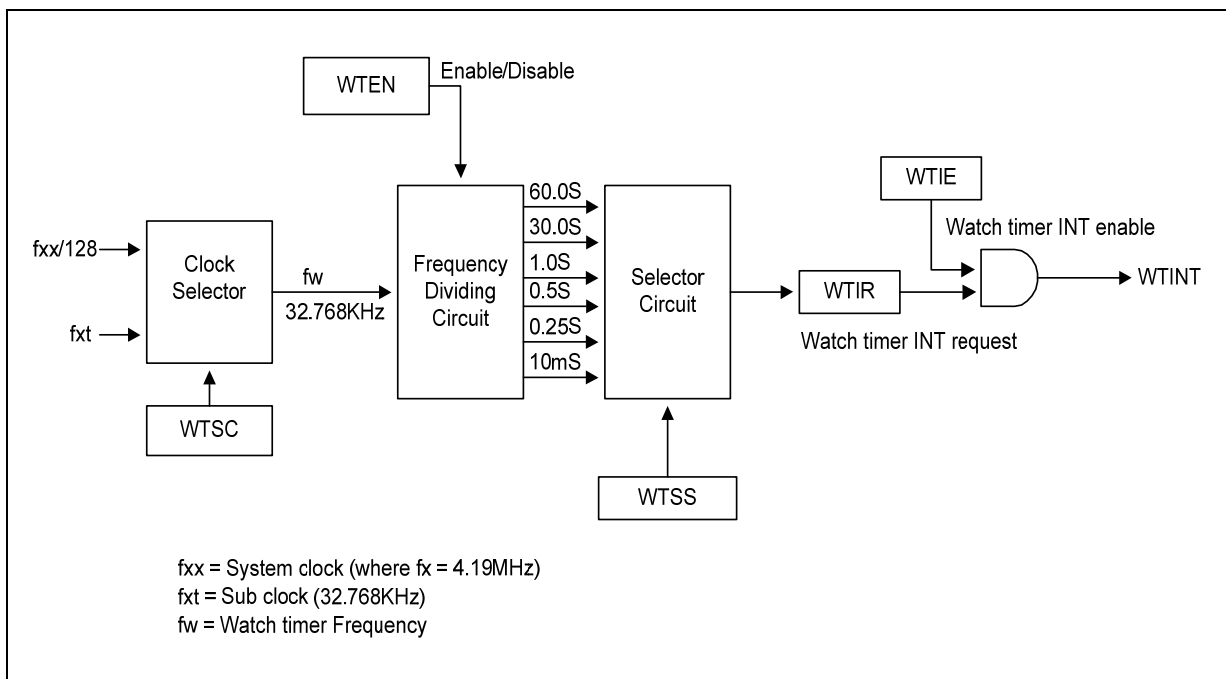 WTEN
Enable/Disable
WTIE
Watch timer INT enable
fxx/128
fxt
Clock
Selector
fw
32.768KHz
Frequency
Dividing
Circuit
60.0S
30.0S
1.0S
0.5S
0.25S
10mS
Selector
Circuit
WTIR
WTINT
Watch timer INT request
WTSC
WTSS
fxx = System clock (where fx = 4.19MHz)
fxt = Sub clock (32.768KHz)
fw = Watch timer Frequency